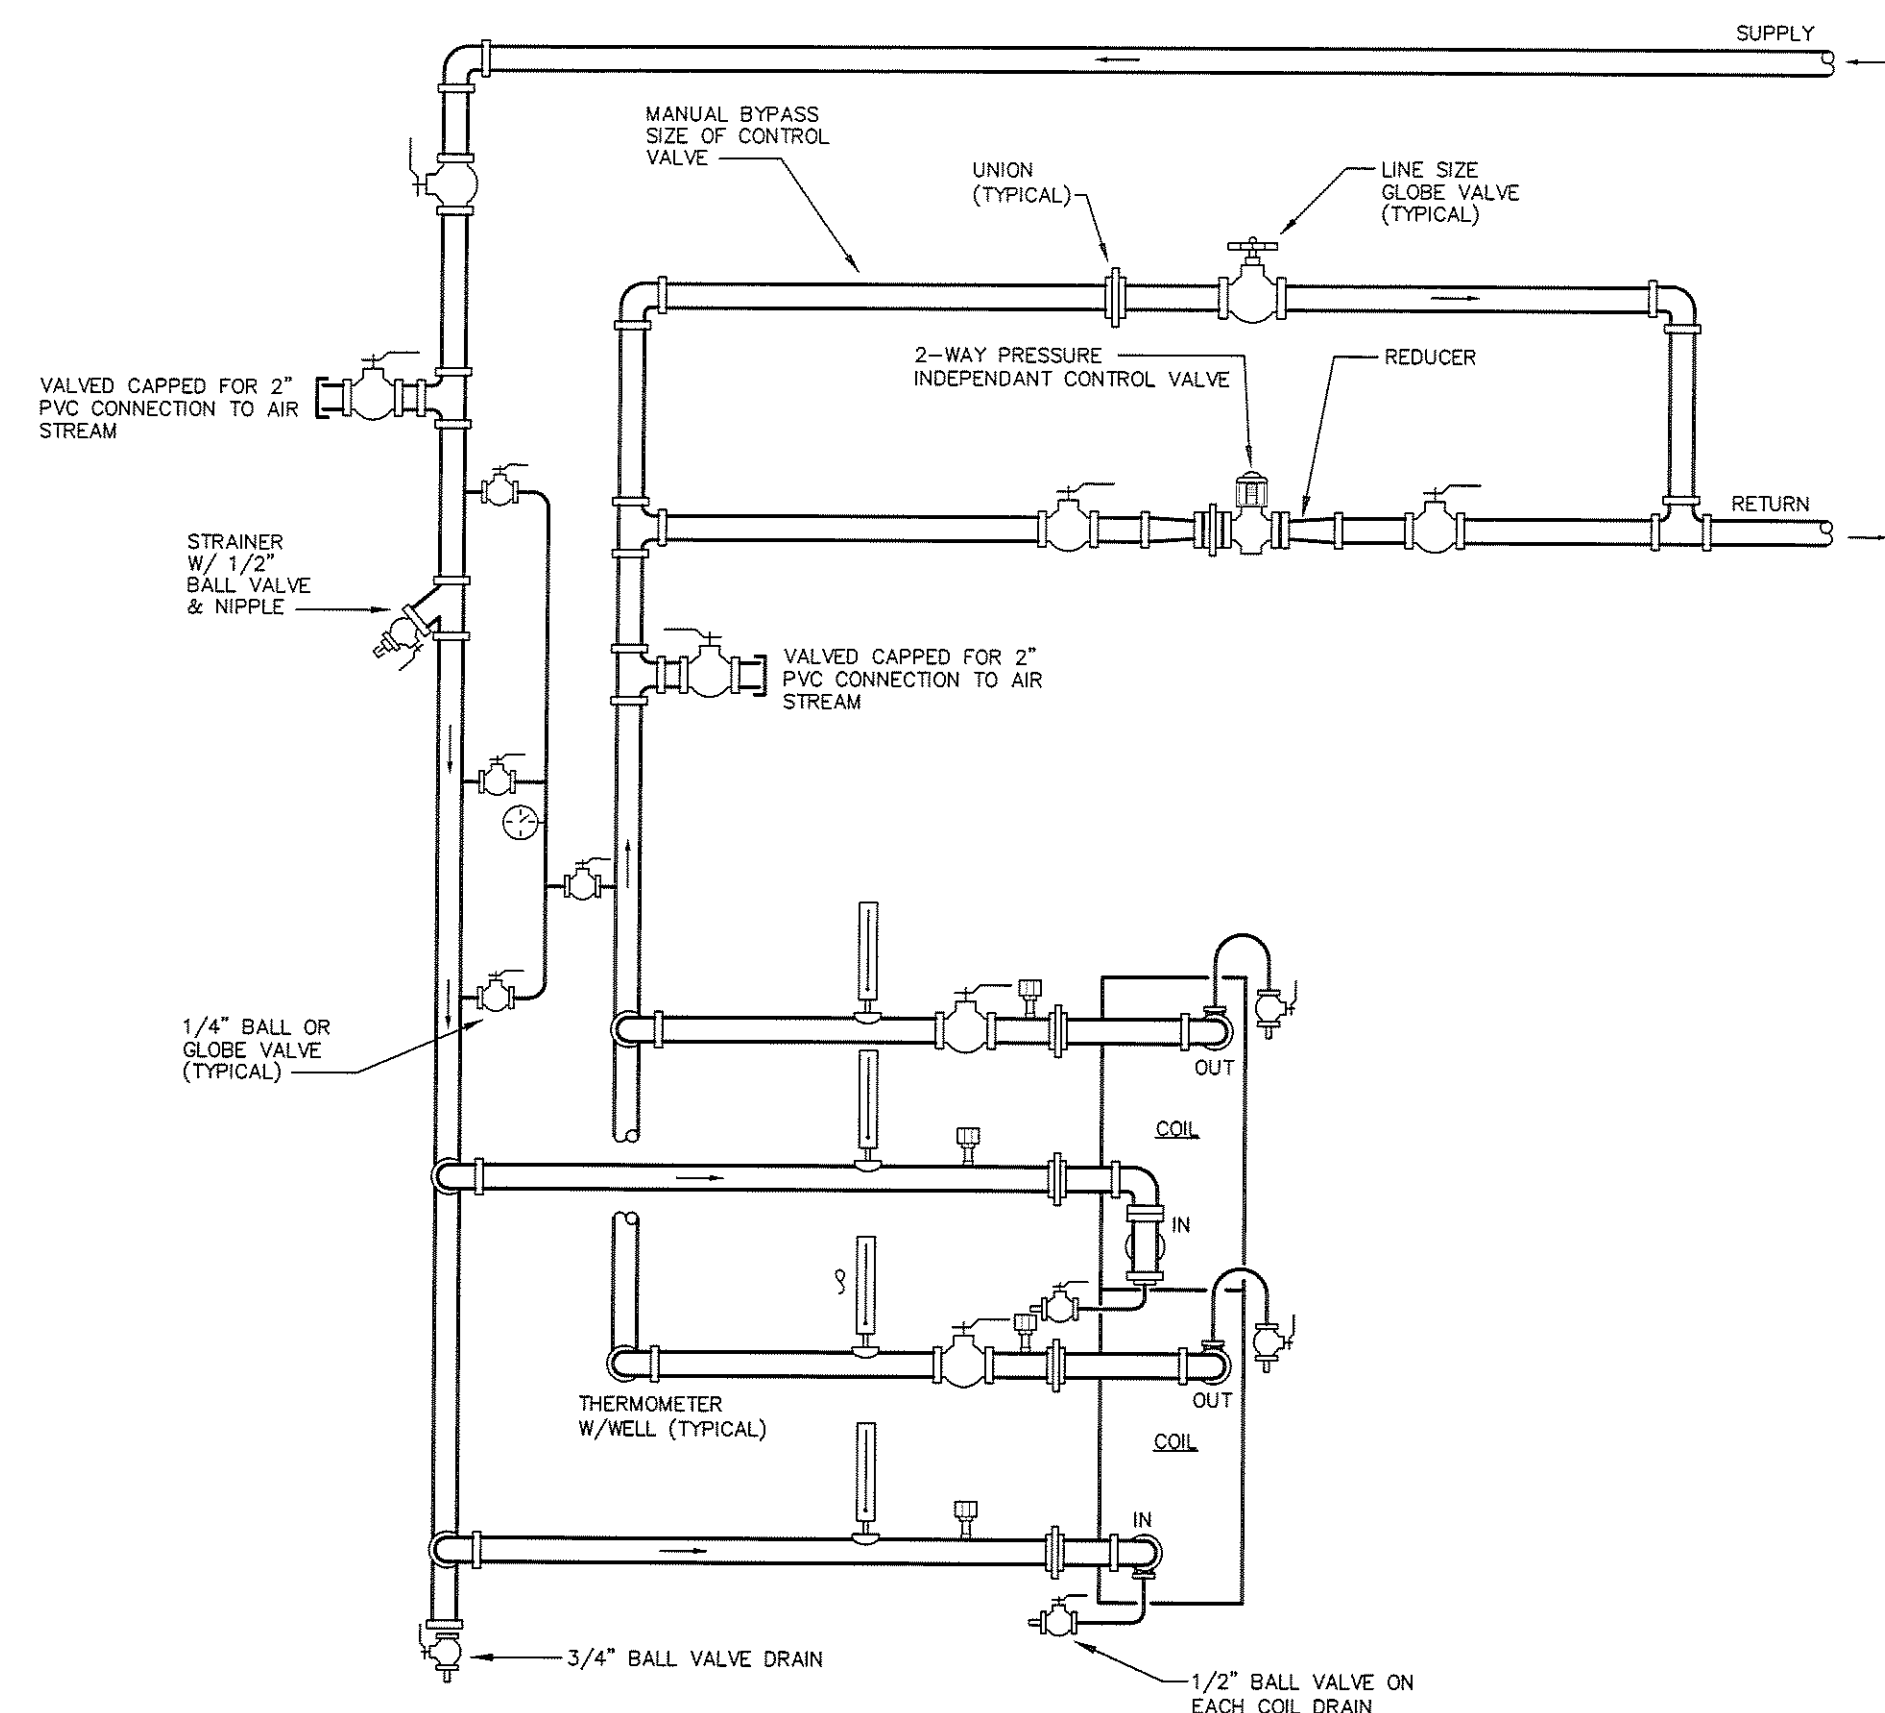 SUPPLY
MANUAL BYPASS
SIZE OF CONTROL
VALVE
UNION
(TYPICAL)
LINE SIZE
GLOBE VALVE
(TYPICAL)
2-WAY PRESSURE
INDEPENDANT CONTROL VALVE
REDUCER
VALVED CAPPED FOR 2"
PVC CONNECTION TO AIR
STREAM
RETURN
STRAINER
W/ 1/2"
BALL VALVE
& NIPPLE
VALVED CAPPED FOR 2"
PVC CONNECTION TO AIR
STREAM
1/4" BALL OR
GLOBE VALVE
(TYPICAL)
OUT
COIL
IN
OUT
THERMOMETER
W/WELL (TYPICAL)
COIL
IN
3/4" BALL VALVE DRAIN
1/2" BALL VALVE ON
EACH COIL DRAIN